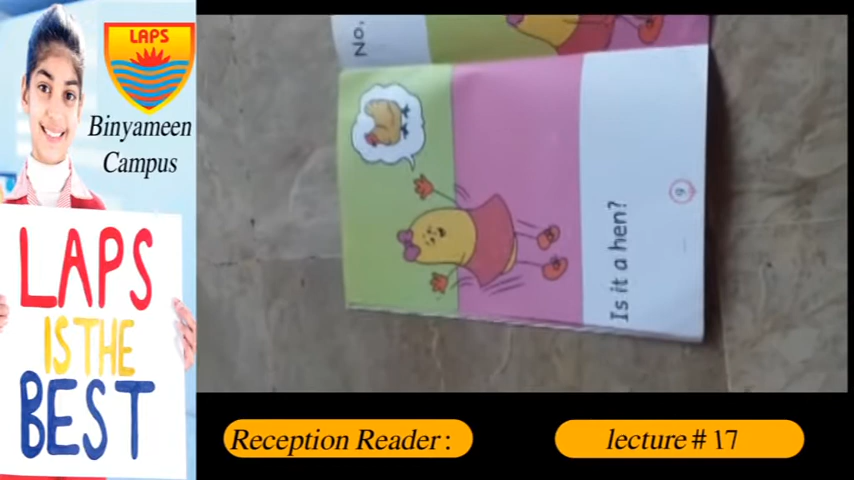 LAPS
Binyameen
Campus
LAPS
IS THE
BEST
No,
Is it a hen?
9
Reception Reader :
lecture # 17